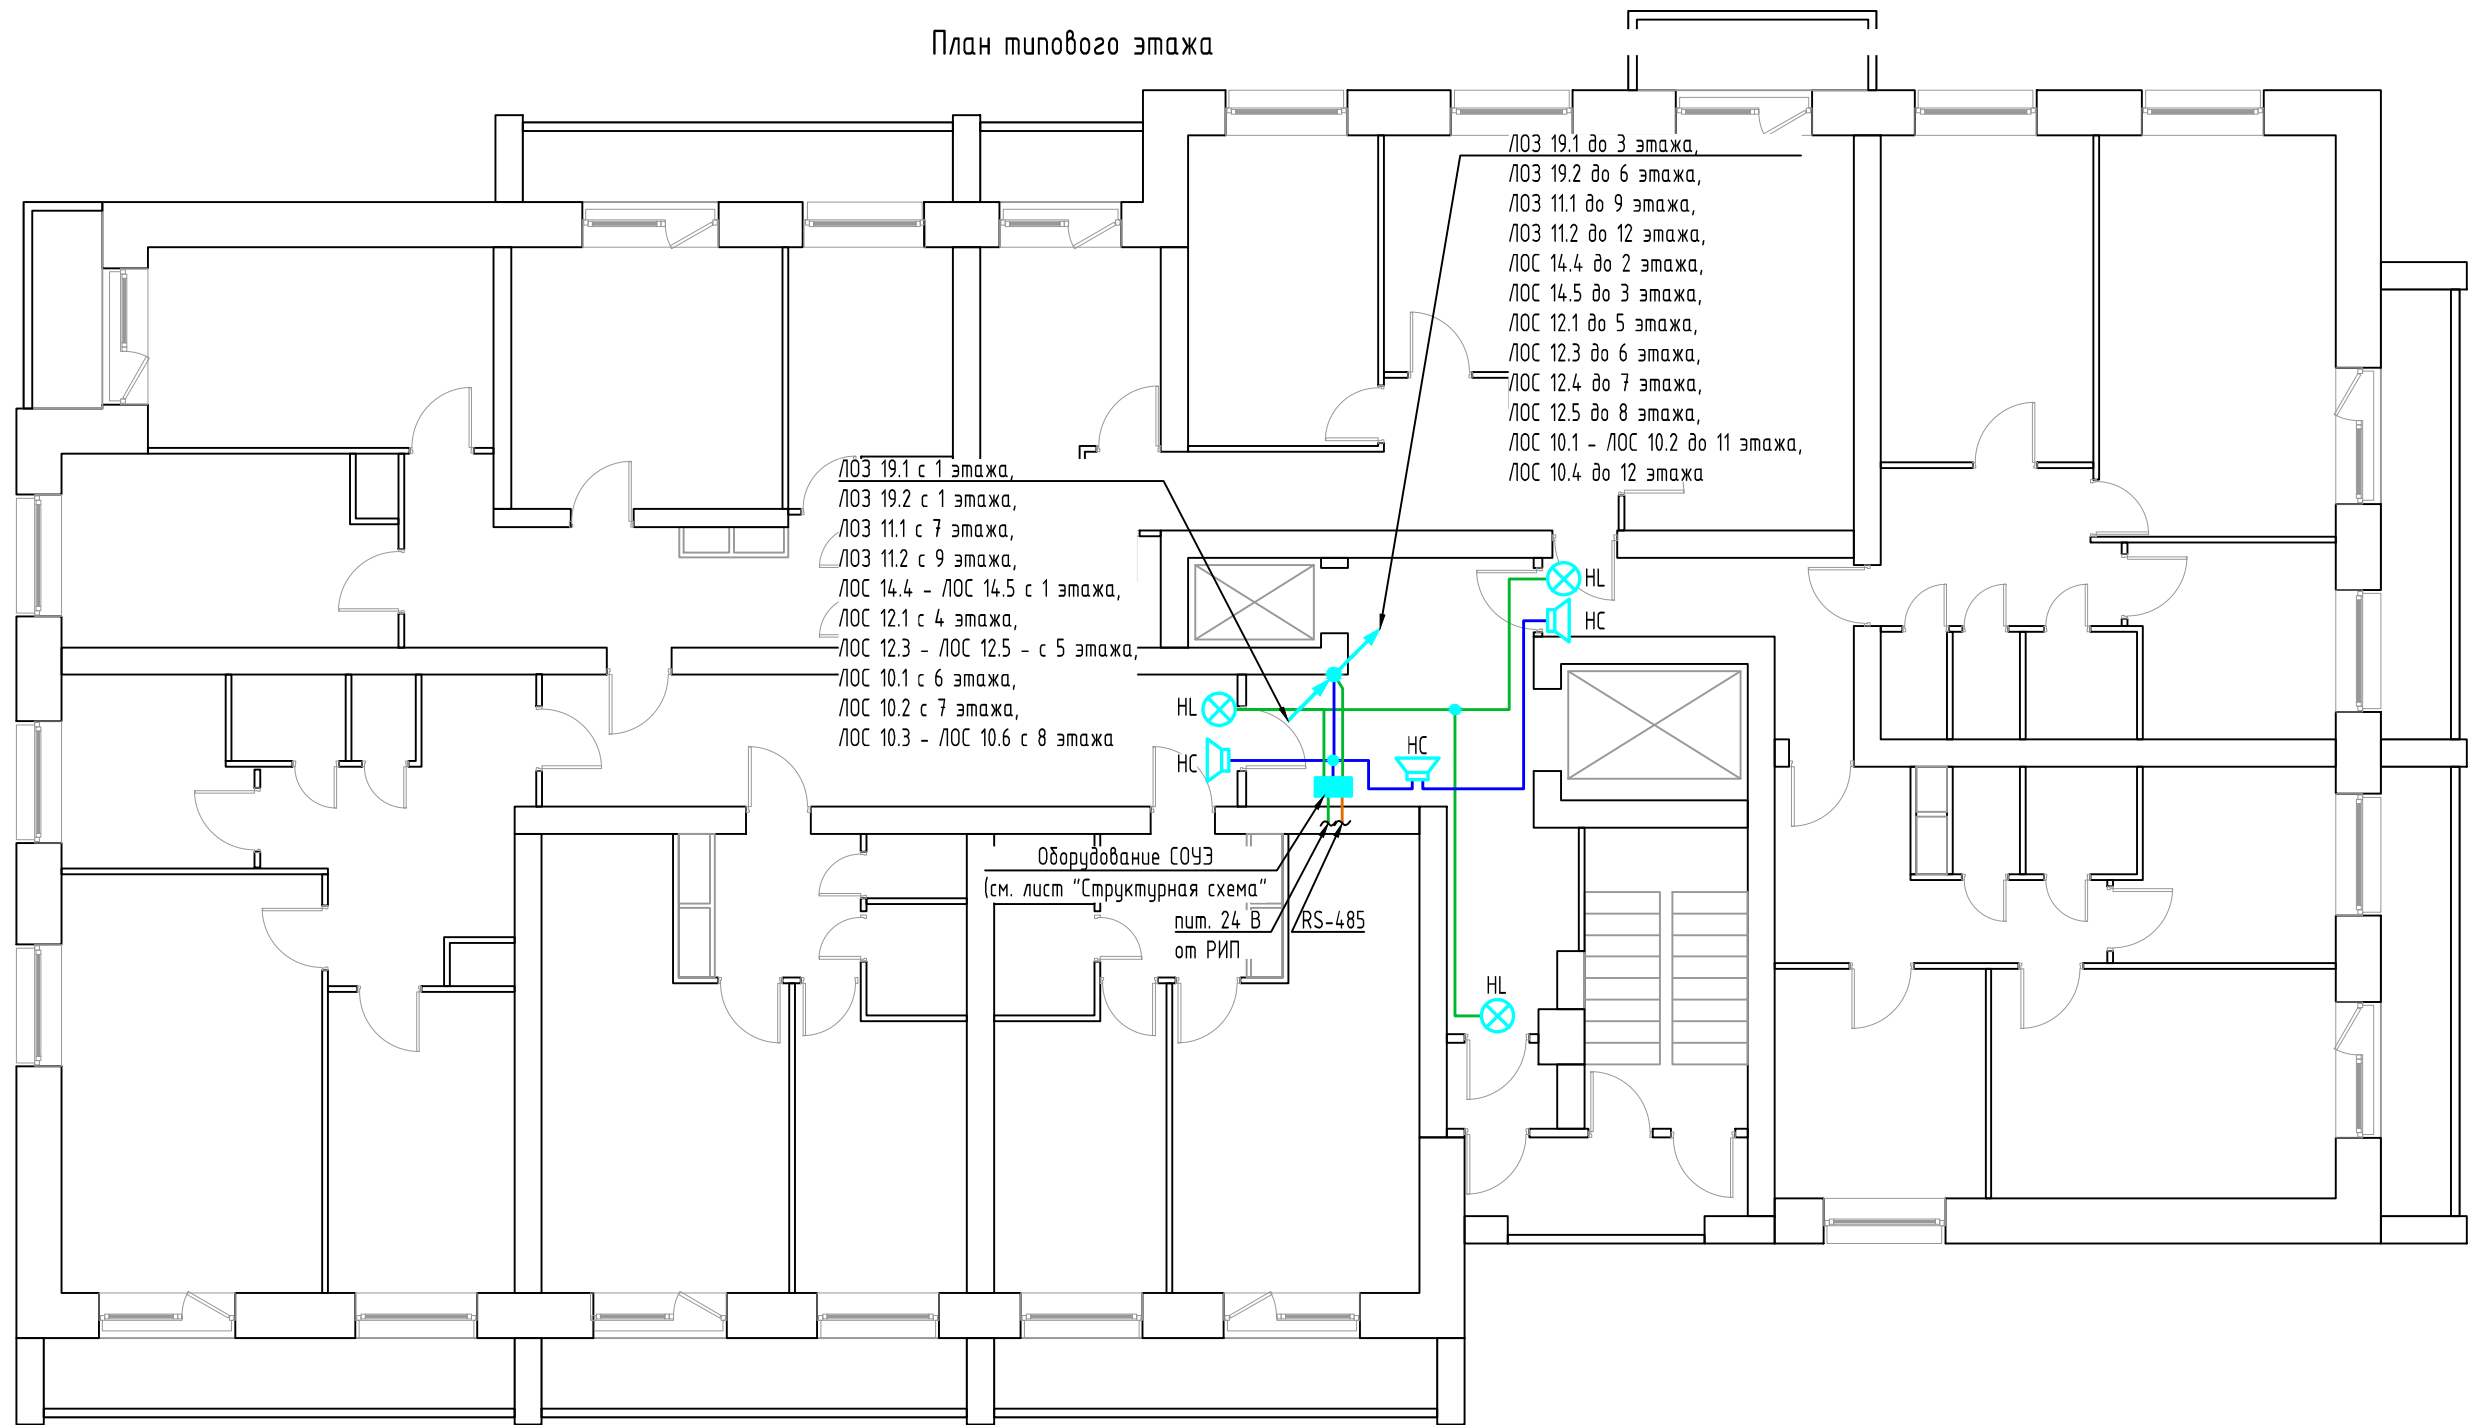 План типового этажа
ЛОЗ 19.1 до 3 этажа,
ЛОЗ 19.2 до 6 этажа,
ЛОЗ 11.1 до 9 этажа,
ЛОЗ 11.2 до 12 этажа,
ЛОС 14.4 до 2 этажа,
ЛОС 14.5 до 3 этажа,
ЛОС 12.1 до 5 этажа,
ЛОС 12.3 до 6 этажа,
ЛОС 12.4 до 7 этажа,
ЛОС 12.5 до 8 этажа,
ЛОС 10.1 - ЛОС 10.2 до 11 этажа,
ЛОС 10.4 до 12 этажа
ЛОЗ 19.1 с 1 этажа,
ЛОЗ 19.2 с 1 этажа,
ЛОЗ 11.1 с 7 этажа,
ЛОЗ 11.2 с 9 этажа,
ЛОС 14.4 - ЛОС 14.5 с 1 этажа,
ЛОС 12.1 с 4 этажа,
ЛОС 12.3 - ЛОС 12.5 - с 5 этажа,
ЛОС 10.1 с 6 этажа,
ЛОС 10.2 с 7 этажа,
ЛОС 10.3 - ЛОС 10.6 с 8 этажа
HL
HC
HL
HC
HC
Оборудование СОУЭ
(см. лист "Структурная схема"
пит. 24 В
от РИП
RS-485
HL